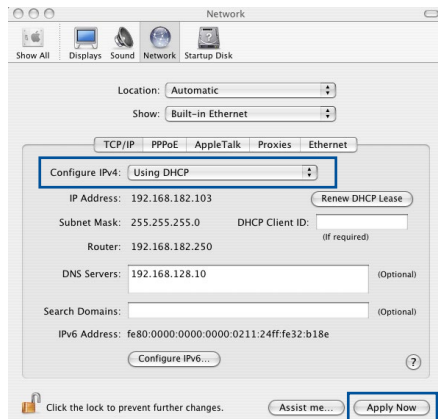 Network
Show All Displays Sound Network Startup Disk
Location: Automatic
Show: Built-in Ethernet
TCP/IP PPPoE AppleTalk Proxies Ethernet
Configure IPv4: Using DHCP
IP Address: 192.168.182.103 Renew DHCP Lease
Subnet Mask: 255.255.255.0 DHCP Client ID:
(If required)
Router: 192.168.182.250
DNS Servers: 192.168.128.10 (Optional)
Search Domains: (Optional)
IPv6 Address: fe80:0000:0000:0000:0211:24ff:fe32:b18e
Configure IPv6... ?
Click the lock to prevent further changes. Assist me... Apply Now